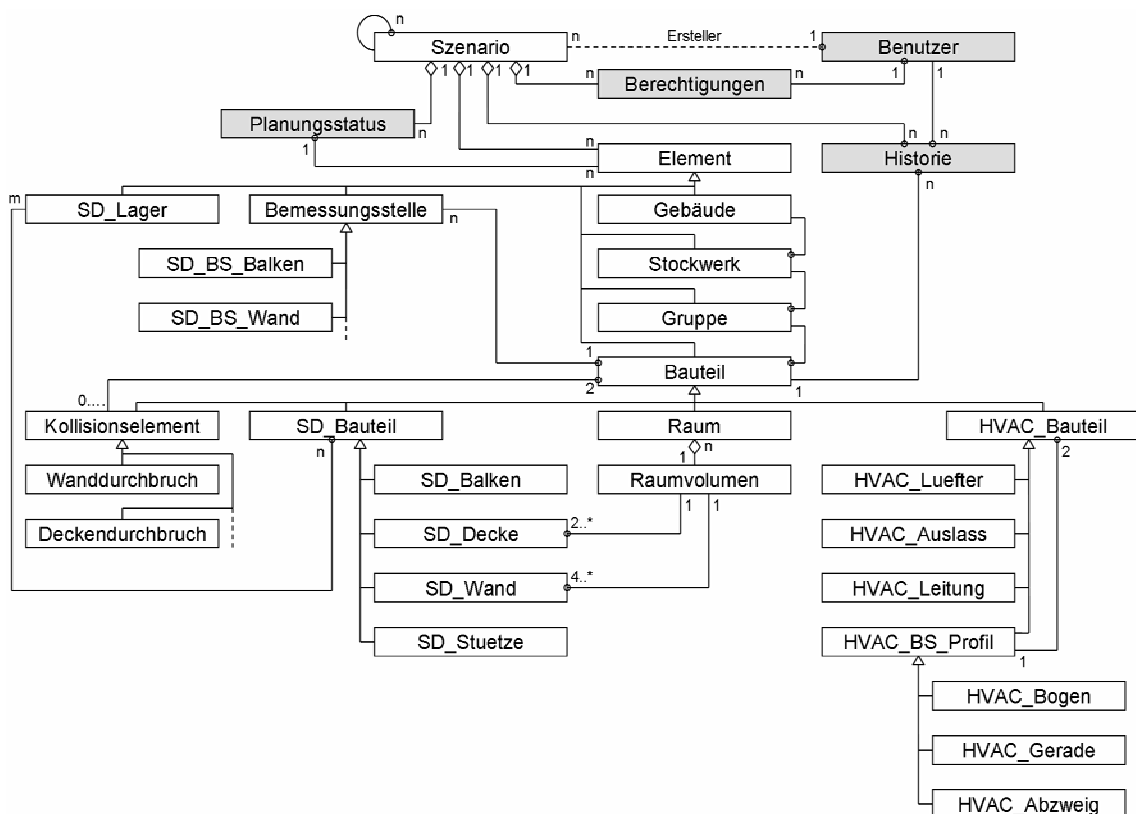 n
Szenario
n
Ersteller
1
Benutzer
1
1
1
1
n
Berechtigungen
n
1
1
Planungsstatus
n
1
n
Element
n
n
n
Historie
n
m
SD_Lager
Bemessungsstelle
n
Gebäude
SD_BS_Balken
Stockwerk
SD_BS_Wand
Gruppe
1
Bauteil
2
1
0....
Kollisionselement
SD_Bauteil
n
Raum
HVAC_Bauteil
2
1
n
Wanddurchbruch
SD_Balken
Raumvolumen
HVAC_Luefter
1
1
Deckendurchbruch
SD_Decke
2..*
HVAC_Auslass
SD_Wand
4..*
HVAC_Leitung
SD_Stuetze
HVAC_BS_Profil
1
HVAC_Bogen
HVAC_Gerade
HVAC_Abzweig